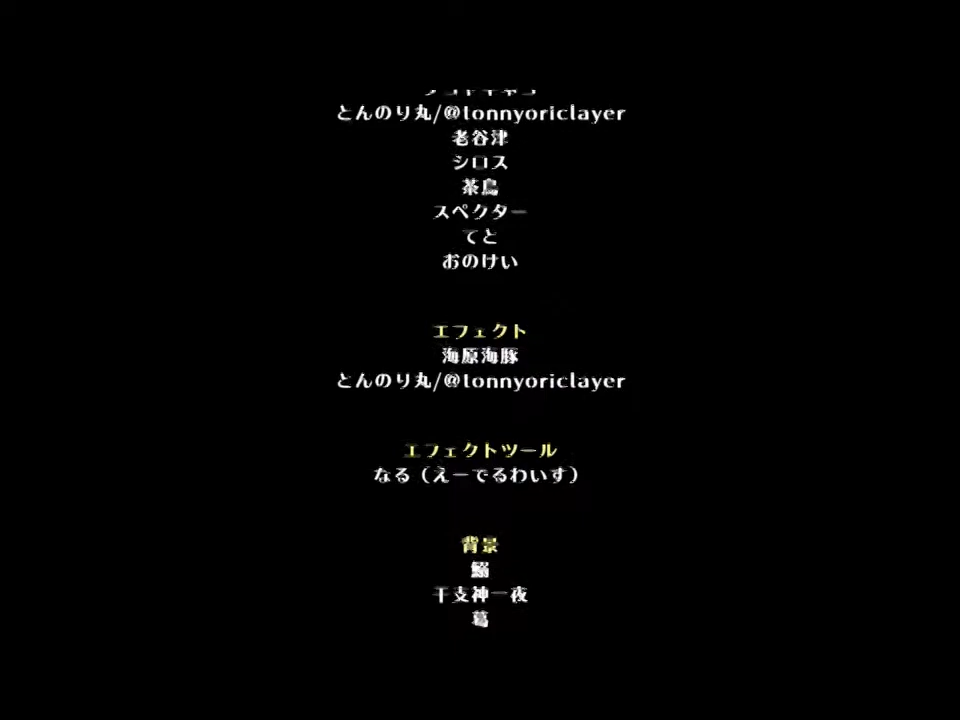 とんのり丸/@tonnyoriclayer
老谷津
シロス
茶鳥
スペクター
てと
おのけい
エフェクト
海原海豚
とんのり丸/@tonnyoriclayer
エフェクトツール
なる（えーでるわいす）
背景
鰯
干支神一夜
葛